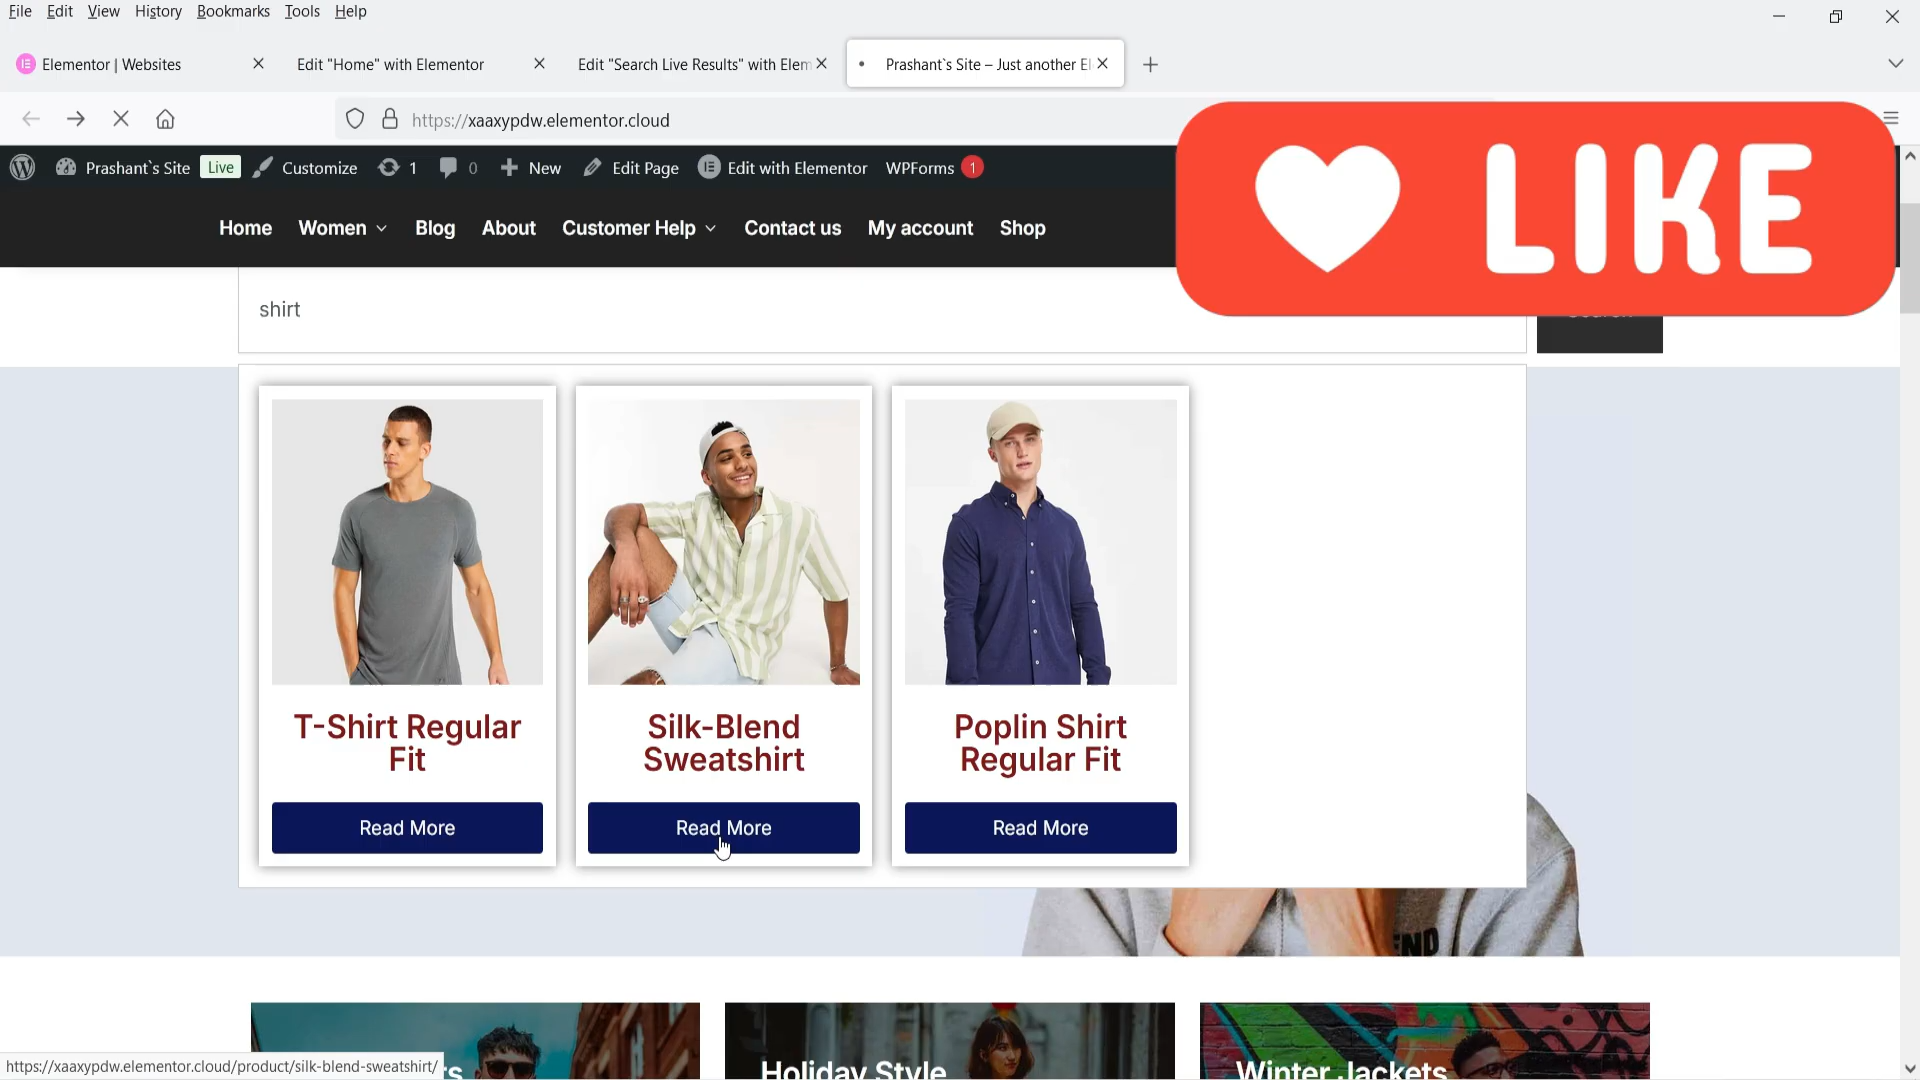 File Edit View History Bookmarks Tools Help
Elementor | Websites
Edit "Home" with Elementor
Edit "Search Live Results" with Elem
Prashant`s Site – Just another El
https://xaaxypdw.elementor.cloud
Prashant`s Site Live Customize 1 0 New Edit Page Edit with Elementor WPForms 1
LIKE
Home Women Blog About Customer Help Contact us My account Shop
shirt
T-Shirt Regular
Fit
Read More
Silk-Blend
Sweatshirt
Read More
Poplin Shirt
Regular Fit
Read More
Holiday Style
Winter Jackets
https://xaaxypdw.elementor.cloud/product/silk-blend-sweatshirt/